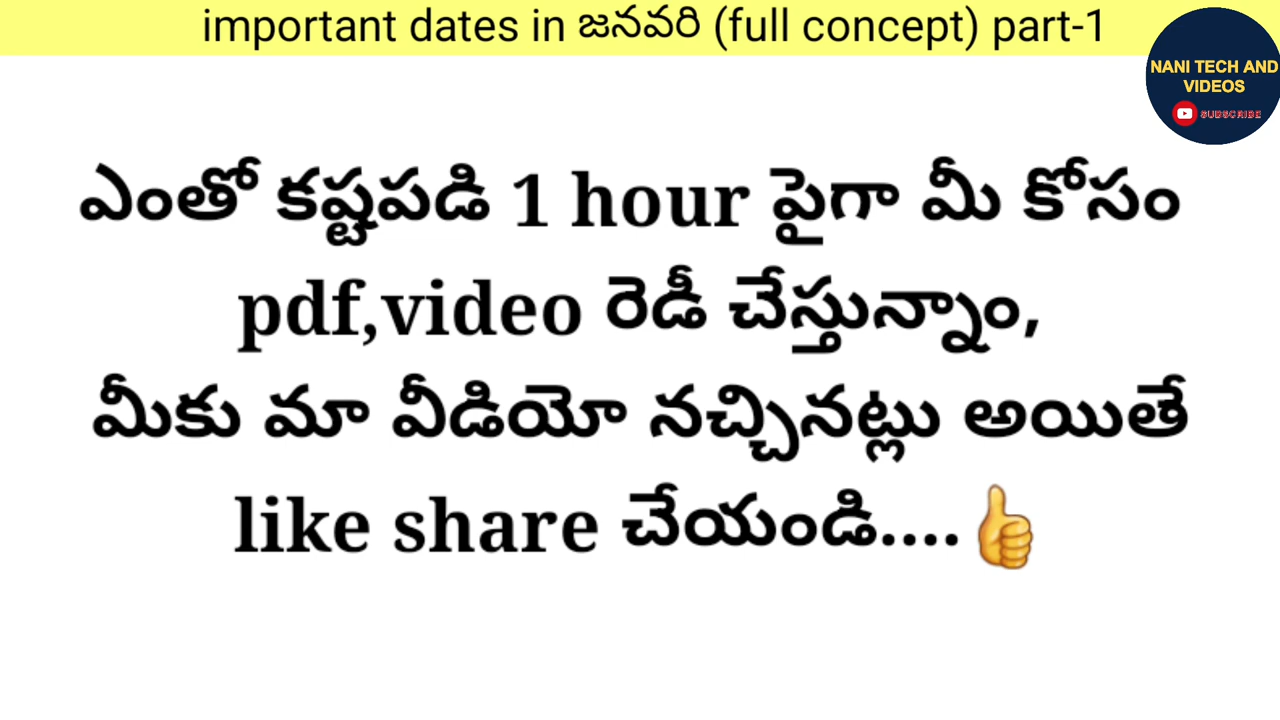 important dates in జనవరి (full concept) part-1
NANI TECH AND
VIDEOS
SUBSCRIBE
ఎంతో కష్టపడి 1 hour పైగా మీ కోసం
pdf,video రెడీ చేస్తున్నాం,
మీకు మా వీడియో నచ్చినట్లు అయితే
like share చేయండి....👍